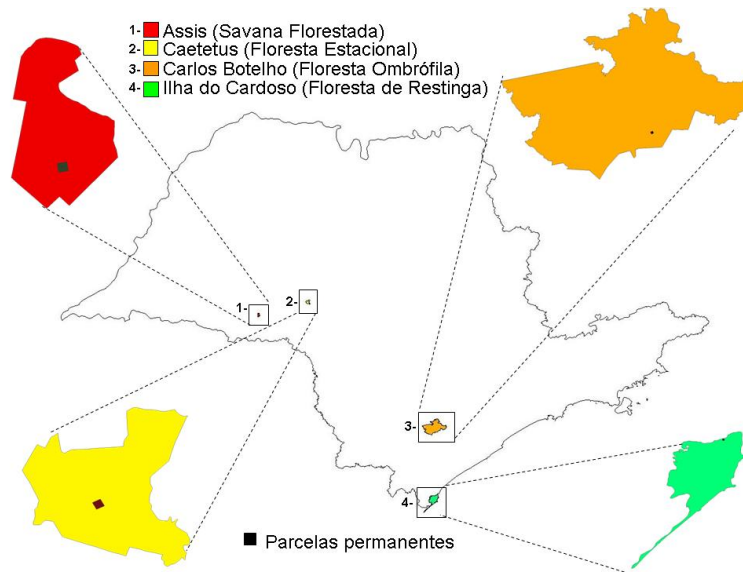 1- Assis (Savana Florestada)
2- Caetetus (Floresta Estacional)
3- Carlos Botelho (Floresta Ombrófila)
4- Ilha do Cardoso (Floresta de Restinga)
1-
2-
3-
4-
Parcelas permanentes